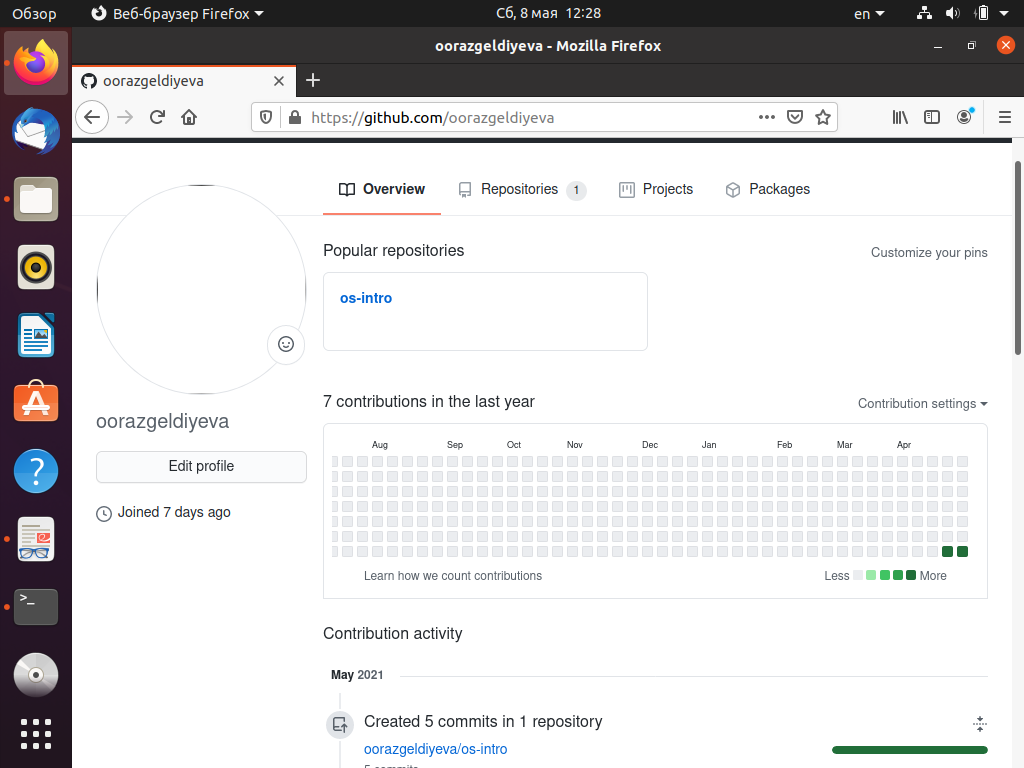 Обзор
Веб-браузер Firefox
Сб, 8 мая 12:28
en
oorazgeldiyeva - Mozilla Firefox
oorazgeldiyeva
https://github.com/oorazgeldiyeva
Overview
Repositories 1
Projects
Packages
Popular repositories
Customize your pins
os-intro
oorazgeldiyeva
Edit profile
Joined 7 days ago
7 contributions in the last year
Contribution settings
Aug Sep Oct Nov Dec Jan Feb Mar Apr
Learn how we count contributions
Less
More
Contribution activity
May 2021
Created 5 commits in 1 repository
oorazgeldiyeva/os-intro
5 commits